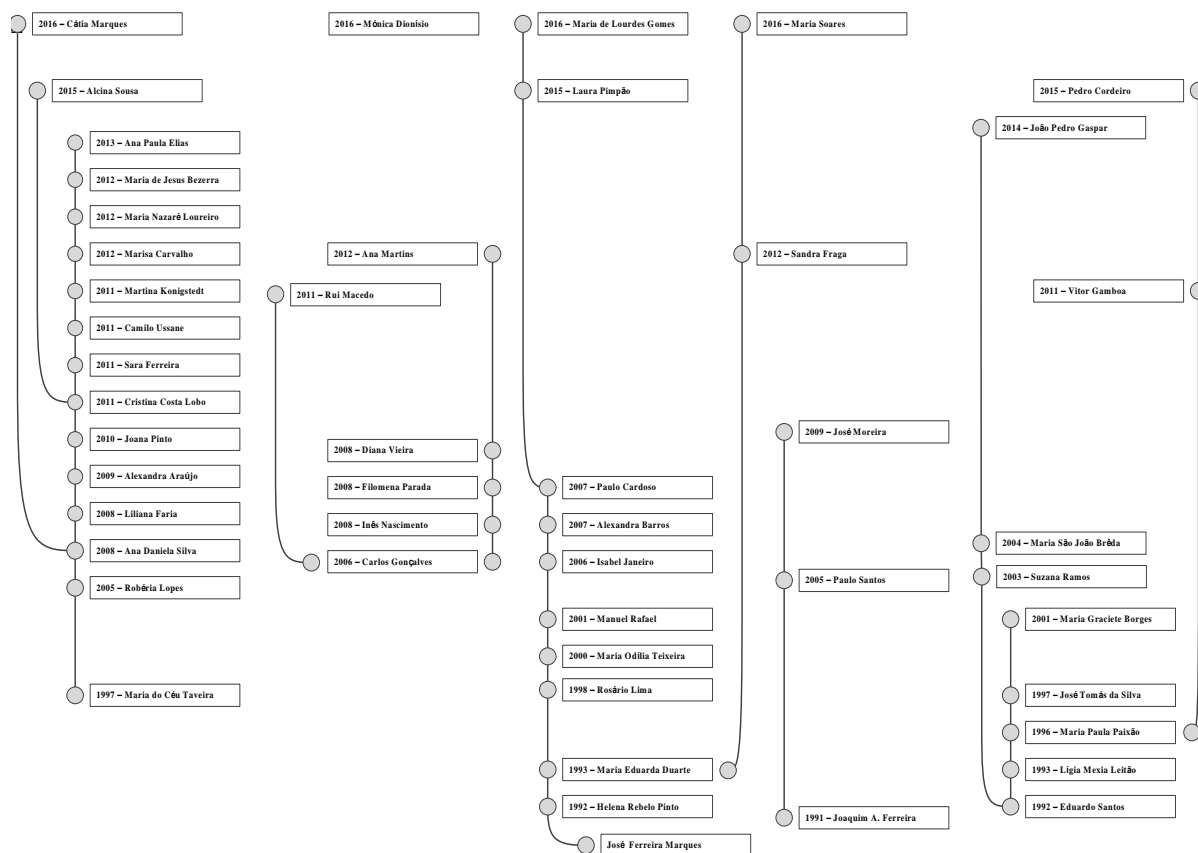 2016 – Cátia Marques
2016 – Mónica Dionísio
2016 – Maria de Lourdes Gomes
2016 – Maria Soares
2015 – Alcina Sousa
2015 – Laura Pimpão
2015 – Pedro Cordeiro
2014 – João Pedro Gaspar
2013 – Ana Paula Elias
2012 – Maria de Jesus Bezerra
2012 – Maria Nazaré Loureiro
2012 – Marisa Carvalho
2012 – Ana Martins
2012 – Sandra Fraga
2011 – Martina Konigstedt
2011 – Rui Macedo
2011 – Vitor Gamboa
2011 – Camilo Ussane
2011 – Sara Ferreira
2011 – Cristina Costa Lobo
2010 – Joana Pinto
2009 – José Moreira
2009 – Alexandra Araújo
2008 – Diana Vieira
2008 – Filomena Parada
2007 – Paulo Cardoso
2008 – Liliana Faria
2008 – Inês Nascimento
2007 – Alexandra Barros
2008 – Ana Daniela Silva
2006 – Carlos Gonçalves
2006 – Isabel Janeiro
2004 – Maria São João Brêda
2005 – Robéria Lopes
2005 – Paulo Santos
2003 – Suzana Ramos
2001 – Manuel Rafael
2001 – Maria Graciete Borges
2000 – Maria Odília Teixeira
1998 – Rosário Lima
1997 – Maria do Céu Taveira
1997 – José Tomás da Silva
1996 – Maria Paula Paixão
1993 – Maria Eduarda Duarte
1993 – Lígia Mexia Leitão
1992 – Helena Rebelo Pinto
1992 – Eduardo Santos
1991 – Joaquim A. Ferreira
José Ferreira Marques